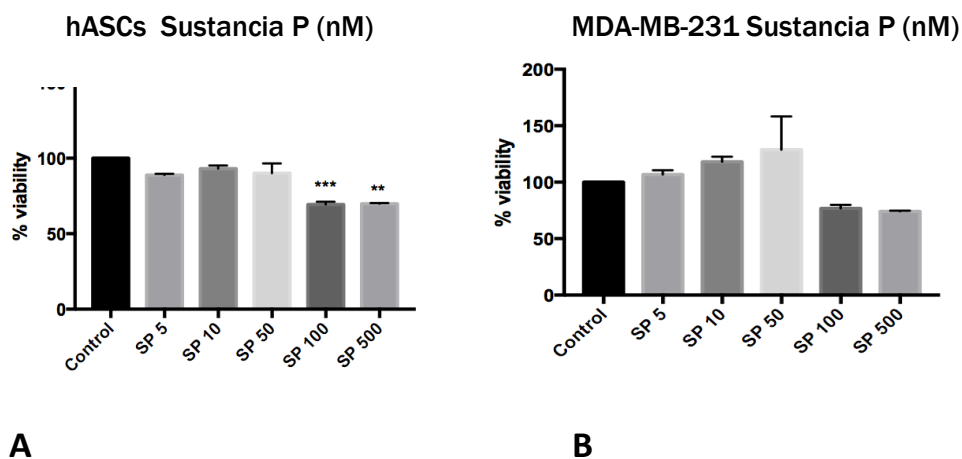 hASCs Sustancia P (nM)
% viability
100
50
0
***
**
Control
SP 5
SP 10
SP 50
SP 100
SP 500
A
MDA-MB-231 Sustancia P (nM)
% viability
200
150
100
50
0
Control
SP 5
SP 10
SP 50
SP 100
SP 500
B